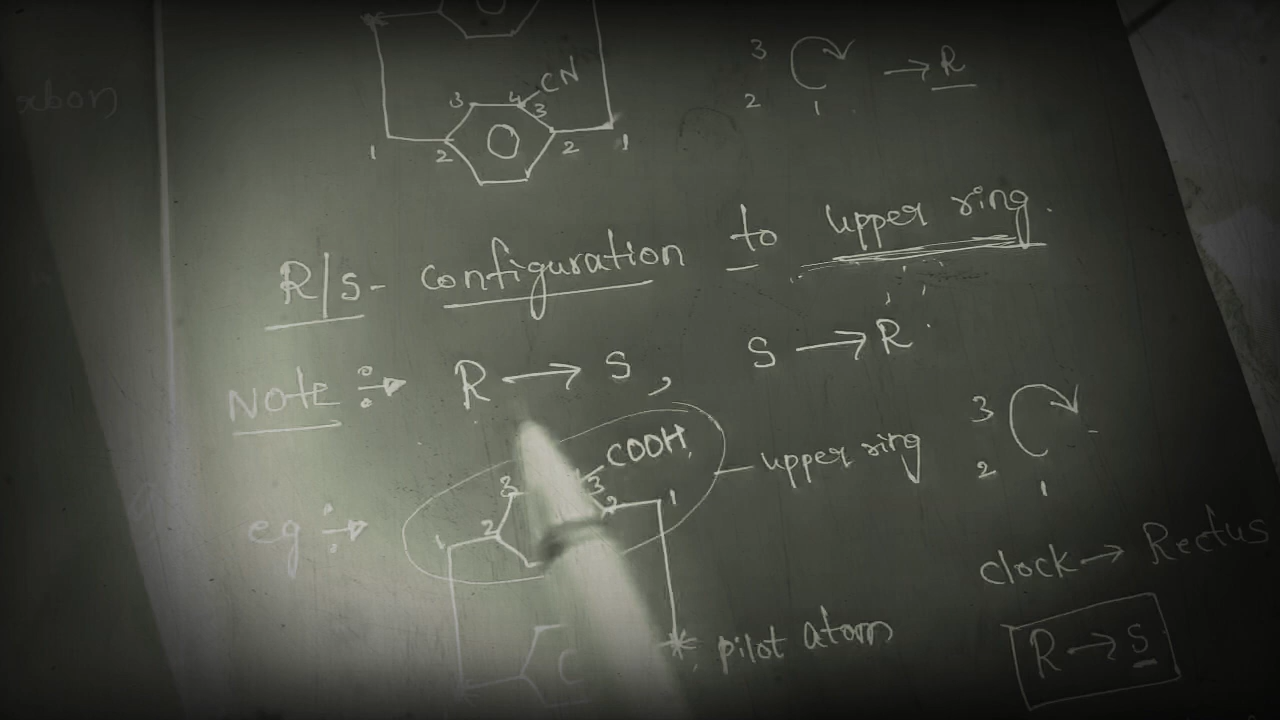 xbon
CN
3 4 3
1 2 2 1
3
2 1 → R
R/S- configuration to upper ring.
NOTE :→ R → S, S → R
COOH
3 3
eg :→ 1 2 2 1 — upper ring
3
2 1
clock → Rectus
* pilot atom
R → S